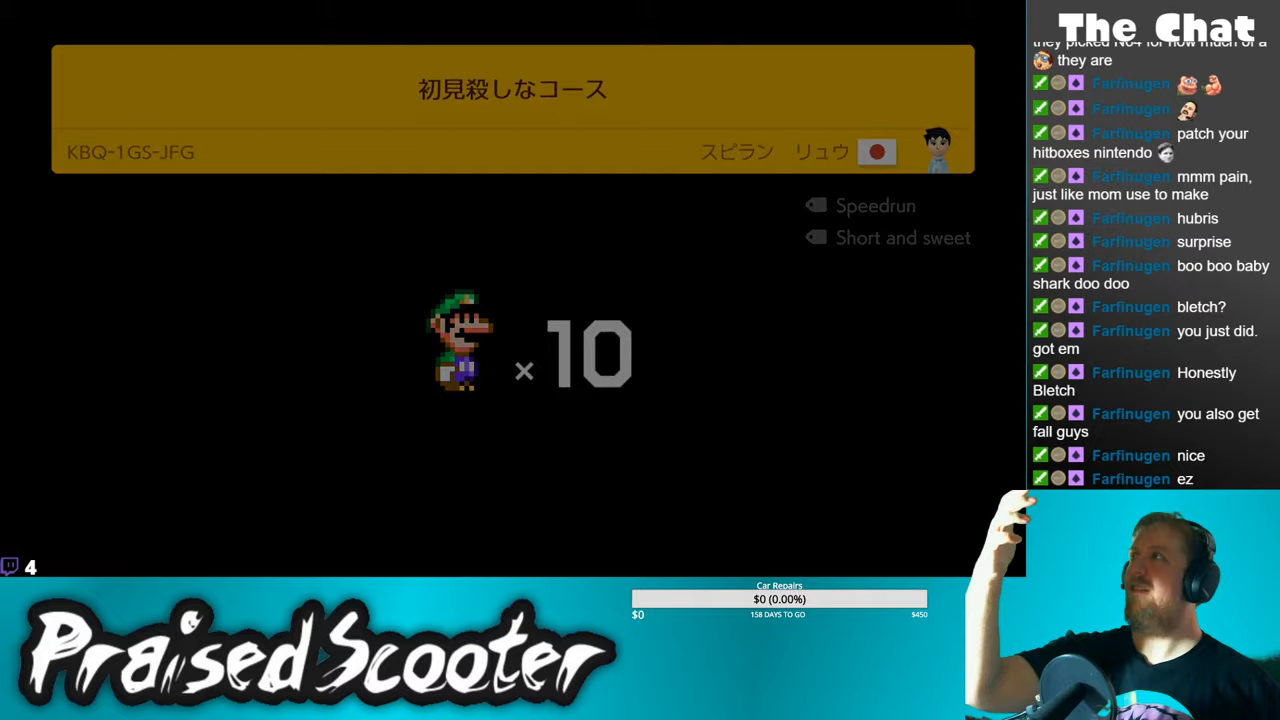 初見殺しなコース
KBQ-1GS-JFG
スピラン リュウ
Speedrun
Short and sweet
× 10
The Chat
they are
Farfinugen
Farfinugen
Farfinugen patch your
hitboxes nintendo
Farfinugen mmm pain,
just like mom use to make
Farfinugen hubris
Farfinugen surprise
Farfinugen boo boo baby
shark doo doo
Farfinugen bletch?
Farfinugen you just did.
got em
Farfinugen Honestly
Bletch
Farfinugen you also get
fall guys
Farfinugen nice
Farfinugen ez
4
Car Repairs
$0 (0.00%)
$0 158 DAYS TO GO $450
PraisedScooter